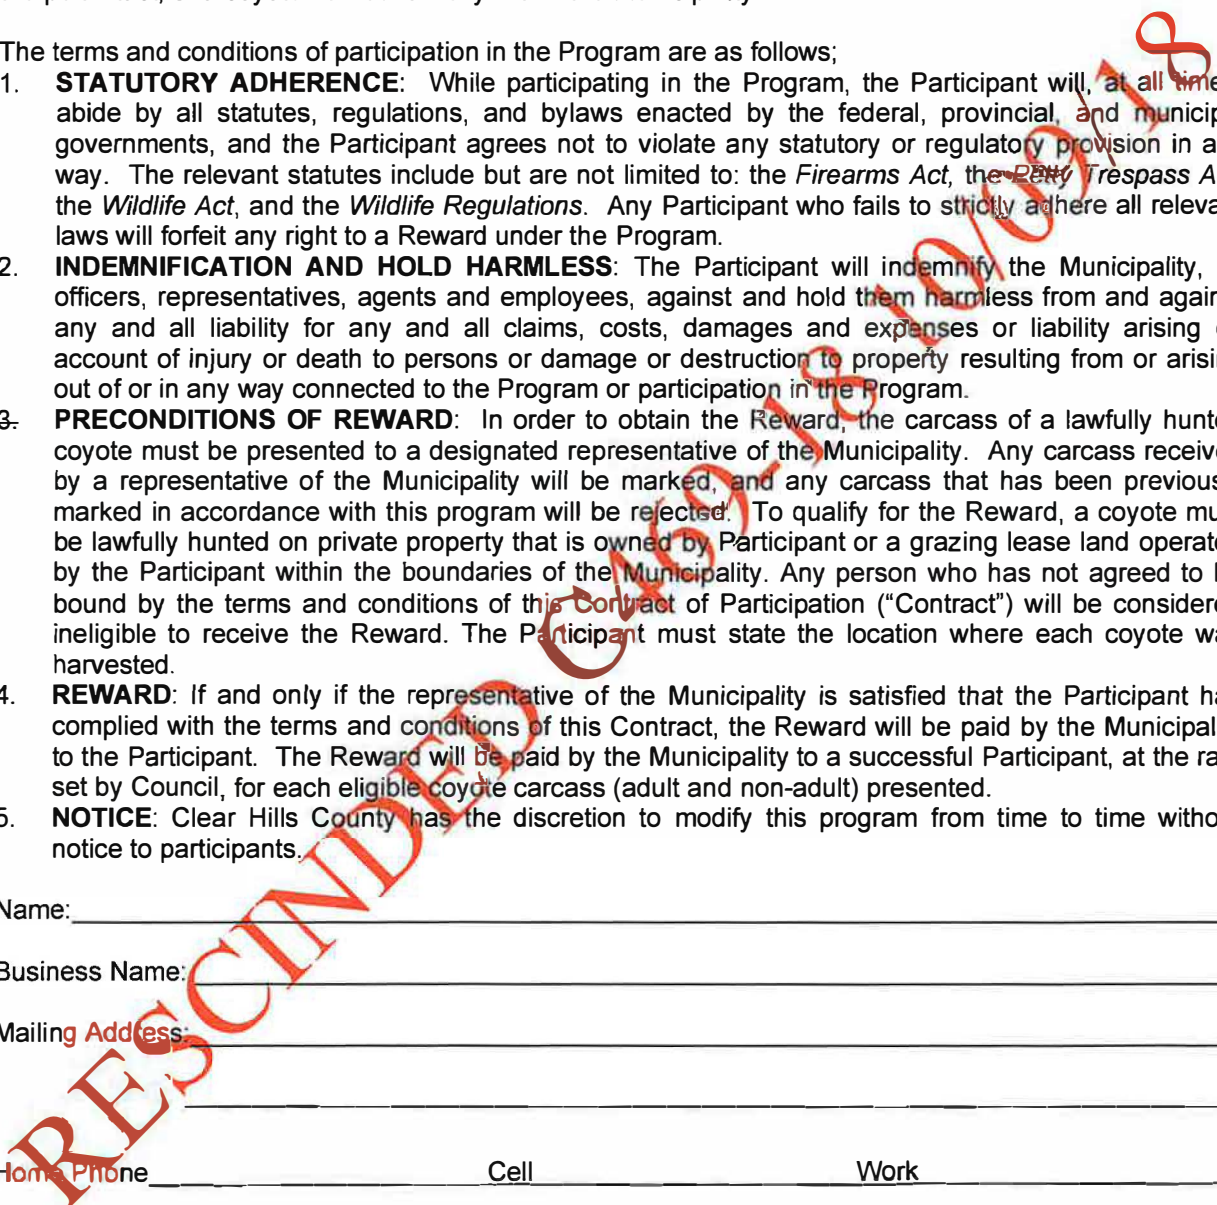 The terms and conditions of participation in the Program are as follows;
1. STATUTORY ADHERENCE: While participating in the Program, the Participant will, at all time
abide by all statutes, regulations, and bylaws enacted by the federal, provincial, and municip
governments, and the Participant agrees not to violate any statutory or regulatory provision in a
way. The relevant statutes include but are not limited to: the Firearms Act, the Petty Trespass A
the Wildlife Act, and the Wildlife Regulations. Any Participant who fails to strictly adhere all releva
laws will forfeit any right to a Reward under the Program.
2. INDEMNIFICATION AND HOLD HARMLESS: The Participant will indemnify the Municipality,
officers, representatives, agents and employees, against and hold them harmless from and again
any and all liability for any and all claims, costs, damages and expenses or liability arising
account of injury or death to persons or damage or destruction to property resulting from or arisin
out of or in any way connected to the Program or participation in the Program.
3. PRECONDITIONS OF REWARD: In order to obtain the Reward, the carcass of a lawfully hunte
coyote must be presented to a designated representative of the Municipality. Any carcass receive
by a representative of the Municipality will be marked, and any carcass that has been previous
marked in accordance with this program will be rejected. To qualify for the Reward, a coyote mu
be lawfully hunted on private property that is owned by Participant or a grazing lease land operate
by the Participant within the boundaries of the Municipality. Any person who has not agreed to b
bound by the terms and conditions of this Contract of Participation (“Contract”) will be considere
ineligible to receive the Reward. The Participant must state the location where each coyote wa
harvested.
4. REWARD: If and only if the representative of the Municipality is satisfied that the Participant ha
complied with the terms and conditions of this Contract, the Reward will be paid by the Municipal
to the Participant. The Reward will be paid by the Municipality to a successful Participant, at the ra
set by Council, for each eligible coyote carcass (adult and non-adult) presented.
5. NOTICE: Clear Hills County has the discretion to modify this program from time to time witho
notice to participants.
Name:
Business Name:
Mailing Address:
Home Phone Cell Work
RESCINDED C469-18 10/09/18